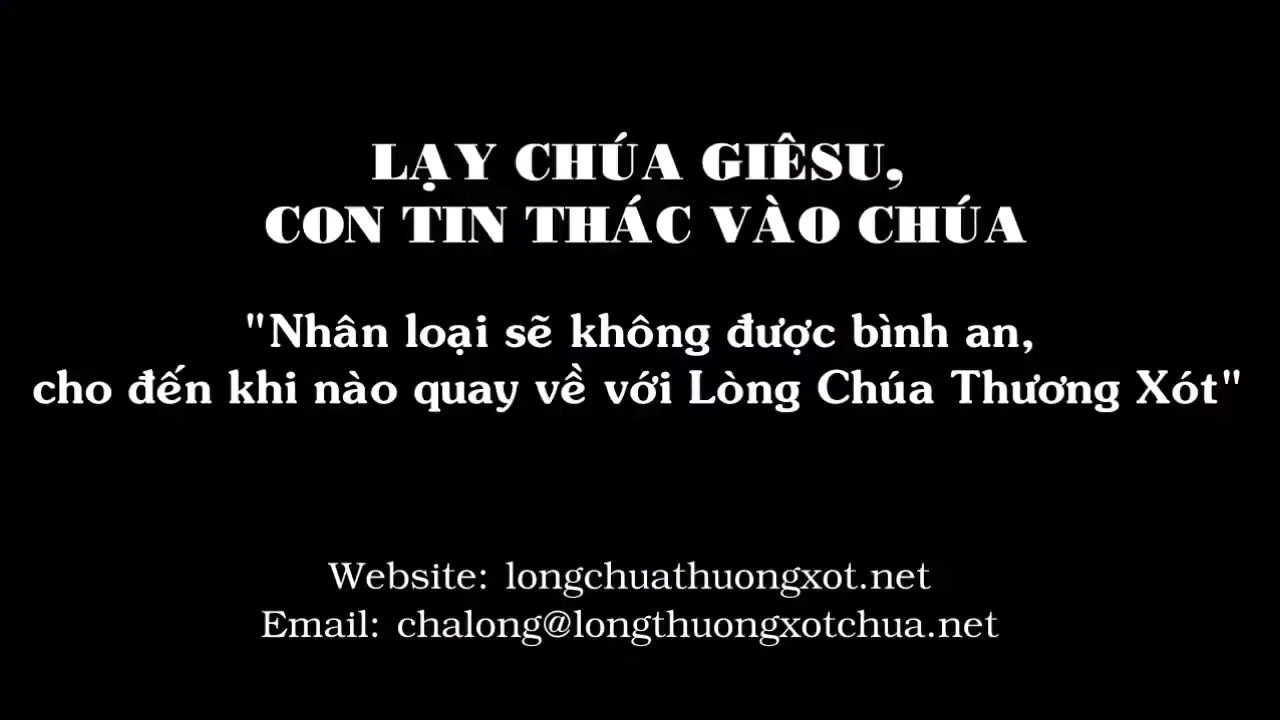 LẠY CHÚA GIÊSU,
CON TIN THÁC VÀO CHÚA
"Nhân loại sẽ không được bình an,
cho đến khi nào quay về với Lòng Chúa Thương Xót"
Website: longchuathuongxot.net
Email: chalong@longthuongxotchua.net